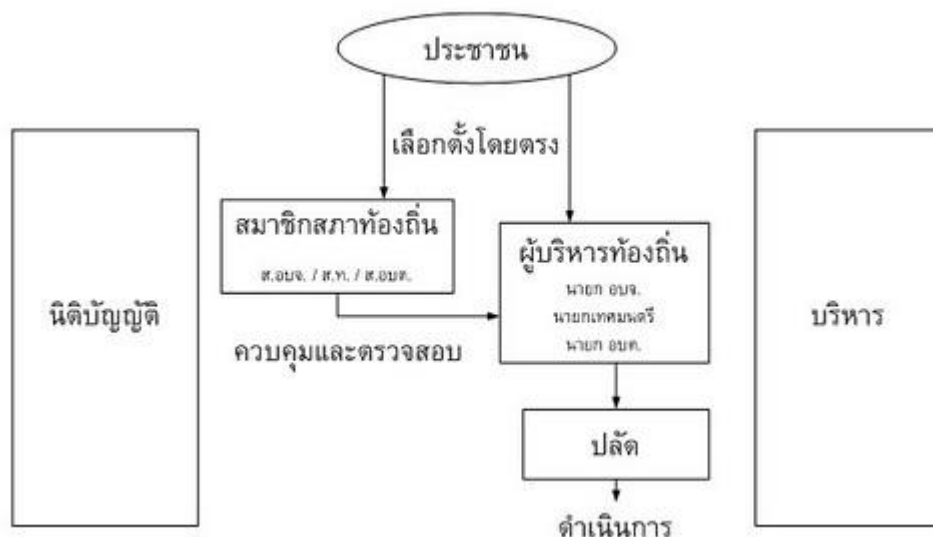 ประชาชน
เลือกตั้งโดยตรง
สมาชิกสภาท้องถิ่น
ส.อบจ. / ส.ท. / ส.อบต.
ผู้บริหารท้องถิ่น
นายก อบจ.
นายกเทศมนตรี
นายก อบต.
นิติบัญญัติ
บริหาร
ควบคุมและตรวจสอบ
ปลัด
ดำเนินการ